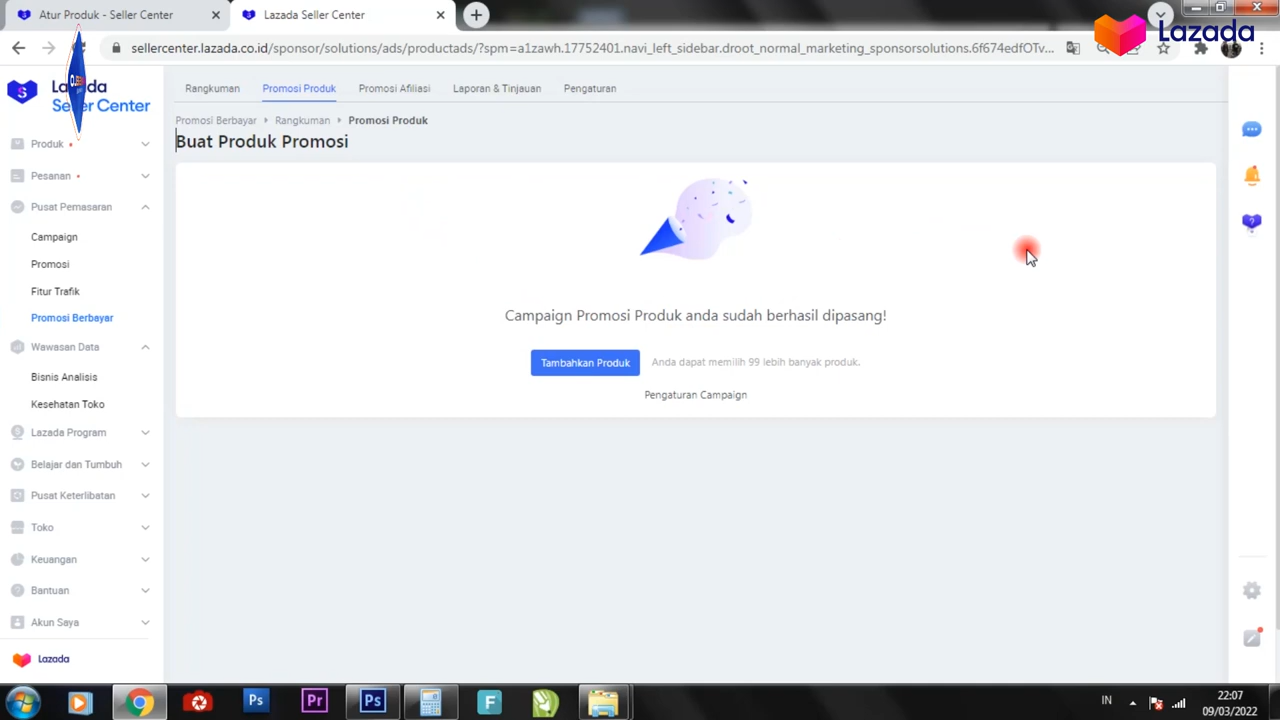 Atur Produk - Seller Center
Lazada Seller Center
sellercenter.lazada.co.id/sponsor/solutions/ads/productads/?spm=a1zawh.17752401.navi_left_sidebar.droot_normal_marketing_sponsorsolutions.6f674edfOTv...
Lazada
Seller Center
Rangkuman
Promosi Produk
Promosi Afiliasi
Laporan & Tinjauan
Pengaturan
Promosi Berbayar
Rangkuman
Promosi Produk
Buat Produk Promosi
Produk
Pesanan
Pusat Pemasaran
Campaign
Promosi
Fitur Trafik
Promosi Berbayar
Wawasan Data
Bisnis Analisis
Kesehatan Toko
Lazada Program
Belajar dan Tumbuh
Pusat Keterlibatan
Toko
Keuangan
Bantuan
Akun Saya
Lazada
Campaign Promosi Produk anda sudah berhasil dipasang!
Tambahkan Produk
Anda dapat memilih 99 lebih banyak produk.
Pengaturan Campaign
Lazada
Ps
Pr
Ps
F
IN
22:07
09/03/2022